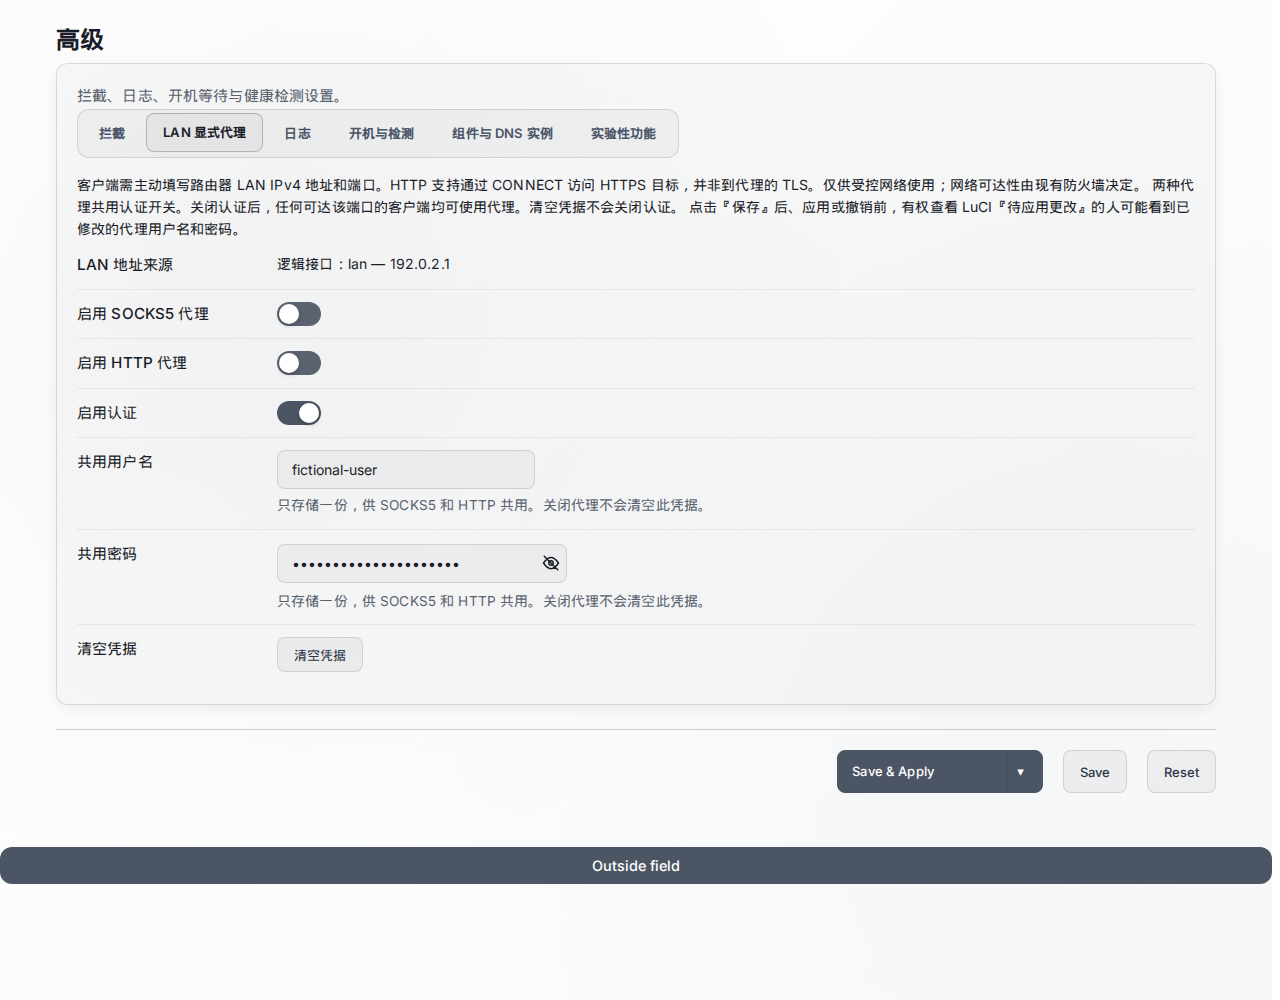 高级
拦截、日志、开机等待与健康检测设置。
拦截
LAN 显式代理
日志
开机与检测
组件与 DNS 实例
实验性功能
客户端需主动填写路由器 LAN IPv4 地址和端口。HTTP 支持通过 CONNECT 访问 HTTPS 目标，并非到代理的 TLS。仅供受控网络使用；网络可达性由现有防火墙决定。 两种代
理共用认证开关。关闭认证后，任何可达该端口的客户端均可使用代理。清空凭据不会关闭认证。 点击『保存』后、应用或撤销前，有权查看 LuCI『待应用更改』的人可能看到已
修改的代理用户名和密码。
LAN 地址来源
逻辑接口：lan — 192.0.2.1
启用 SOCKS5 代理
启用 HTTP 代理
启用认证
共用用户名
fictional-user
只存储一份，供 SOCKS5 和 HTTP 共用。关闭代理不会清空此凭据。
共用密码
•••••••••••••••••••••
只存储一份，供 SOCKS5 和 HTTP 共用。关闭代理不会清空此凭据。
清空凭据
清空凭据
Save & Apply
▼
Save
Reset
Outside field